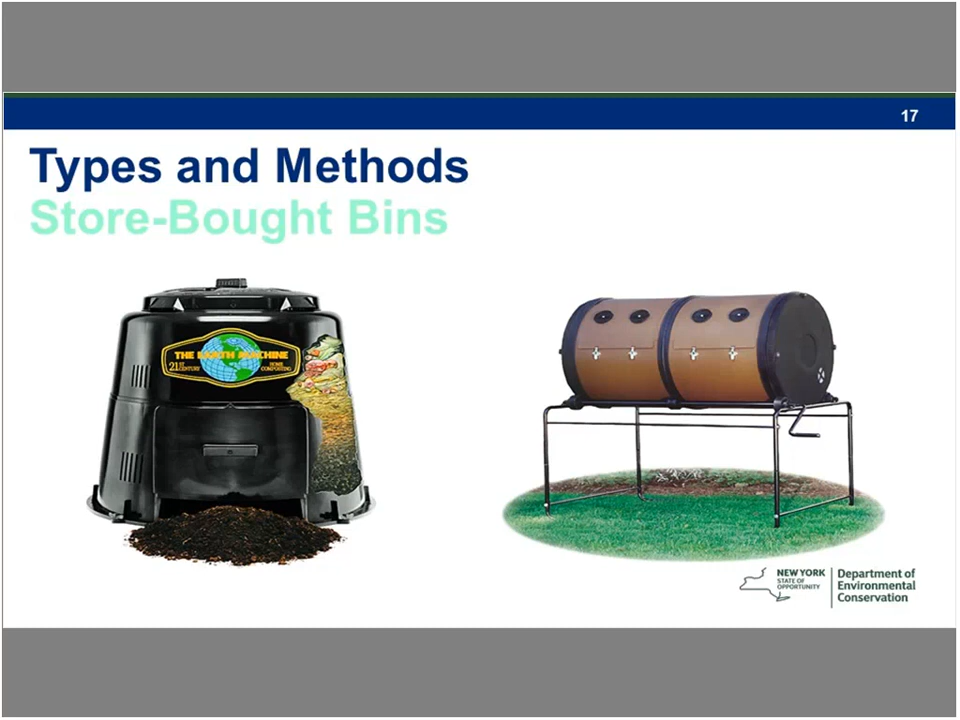 17
Types and Methods
Store-Bought Bins
THE EARTH MACHINE
21ST CENTURY
HOME COMPOSTING
NEW YORK
STATE OF
OPPORTUNITY
Department of
Environmental
Conservation